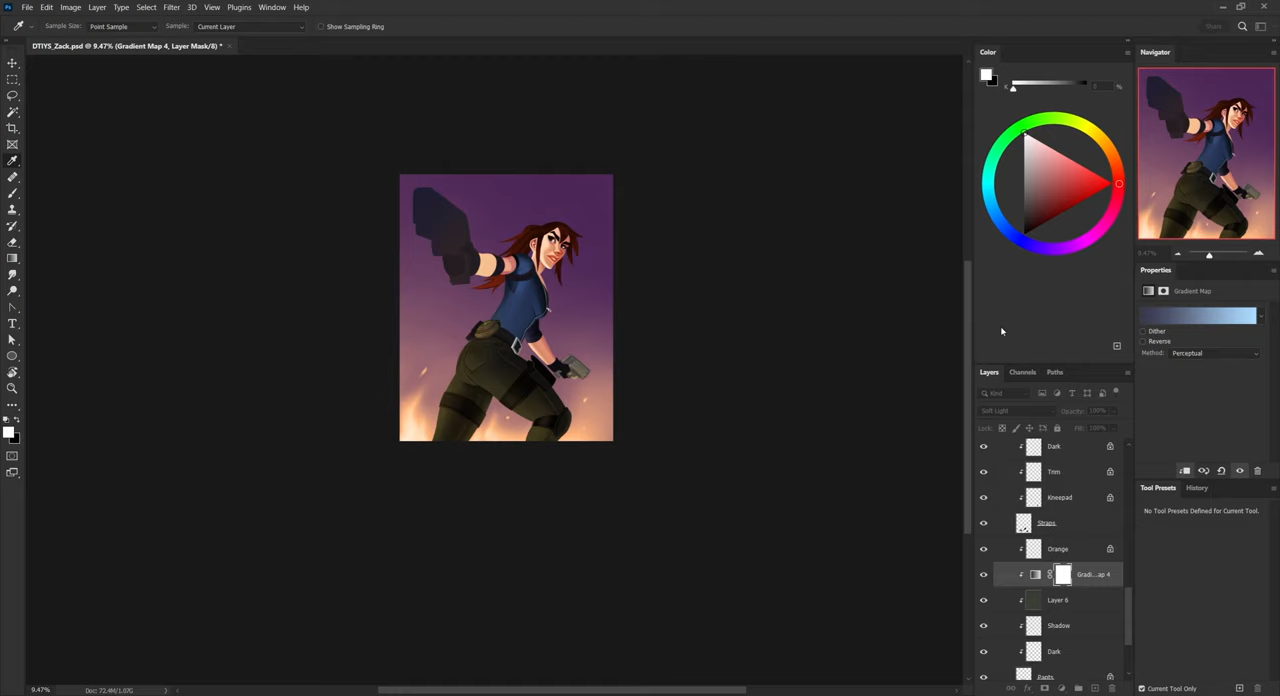 Ps File Edit Image Layer Type Select Filter 3D View Plugins Window Help
Sample Size: Point Sample Sample: Current Layer Show Sampling Ring Share
DTIYS_Zack.psd @ 9.47% (Gradient Map 4, Layer Mask/8) * ×
Color
K 0 %
Navigator
9.47%
Properties
Gradient Map
Dither
Reverse
Method: Perceptual
Layers Channels Paths
Kind
Soft Light Opacity: 100%
Lock: Fill: 100%
Dark
Trim
Kneepad
Straps
Orange
Gradi...ap 4
Layer 6
Shadow
Dark
Pants
Tool Presets History
No Tool Presets Defined for Current Tool.
Current Tool Only
9.47% Doc: 72.4M/1.07G